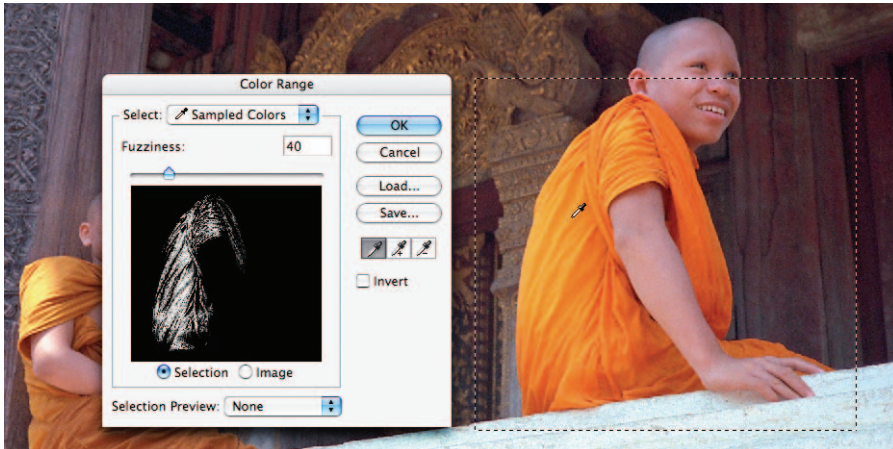 Color Range
Select: Sampled Colors
Fuzziness: 40
OK
Cancel
Load...
Save...
Invert
Selection Image
Selection Preview: None